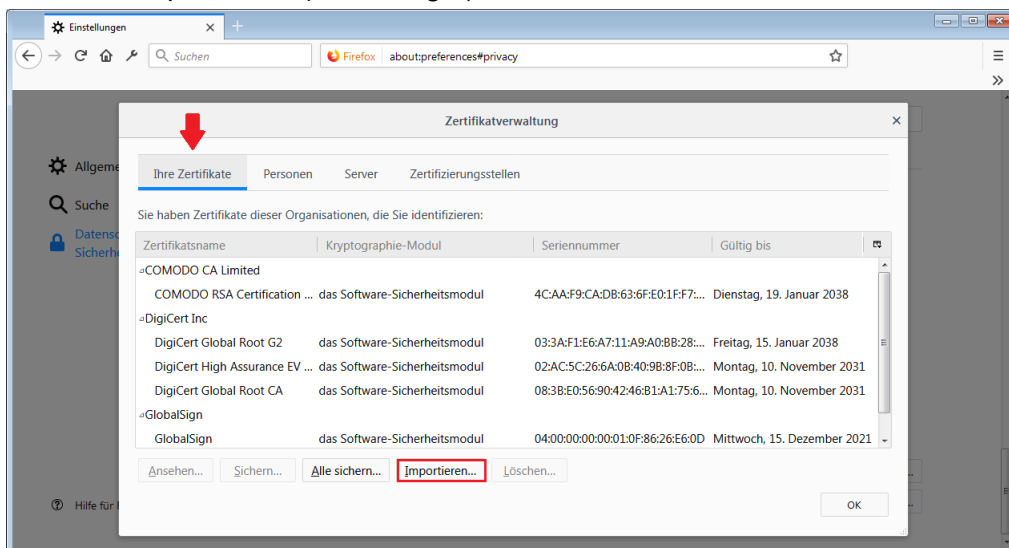 Einstellungen
Suchen
Firefox about:preferences#privacy
Zertifikatverwaltung
Ihre Zertifikate Personen Server Zertifizierungsstellen
Allgeme
Suche
Datensc
Sicherhe
Sie haben Zertifikate dieser Organisationen, die Sie identifizieren:
Zertifikatsname Kryptographie-Modul Seriennummer Gültig bis
COMODO CA Limited
COMODO RSA Certification ... das Software-Sicherheitsmodul 4C:AA:F9:CA:DB:63:6F:E0:1F:F7:... Dienstag, 19. Januar 2038
DigiCert Inc
DigiCert Global Root G2 das Software-Sicherheitsmodul 03:3A:F1:E6:A7:11:A9:A0:BB:28:... Freitag, 15. Januar 2038
DigiCert High Assurance EV ... das Software-Sicherheitsmodul 02:AC:5C:26:6A:0B:40:9B:8F:0B:... Montag, 10. November 2031
DigiCert Global Root CA das Software-Sicherheitsmodul 08:3B:E0:56:90:42:46:B1:A1:75:6... Montag, 10. November 2031
GlobalSign
GlobalSign das Software-Sicherheitsmodul 04:00:00:00:00:01:0F:86:26:E6:0D Mittwoch, 15. Dezember 2021
Ansehen... Sichern... Alle sichern... Importieren... Löschen...
Hilfe für
OK